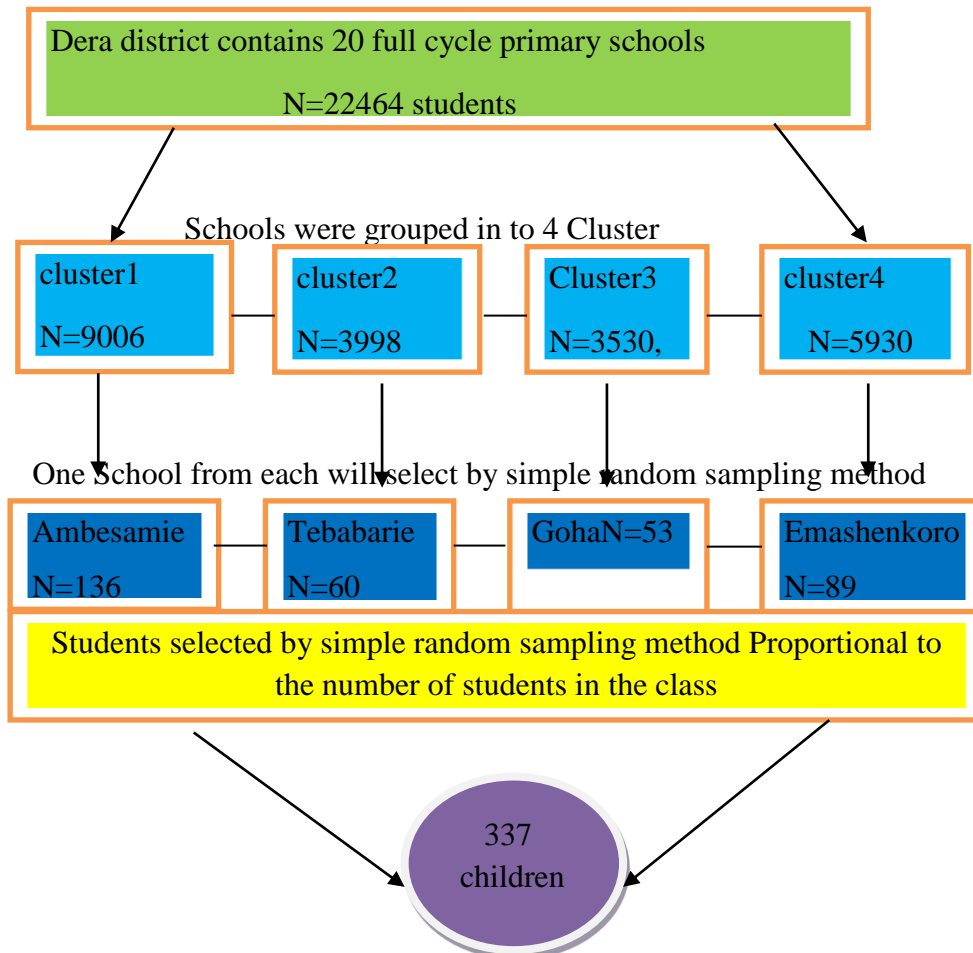 Dera district contains 20 full cycle primary schools
N=22464 students
Schools were grouped in to 4 Cluster
cluster1
N=9006
cluster2
N=3998
Cluster3
N=3530,
cluster4
N=5930
One School from each will select by simple random sampling method
Ambesamie
N=136
Tebabarie
N=60
GohaN=53
Emashenkoro
N=89
Students selected by simple random sampling method Proportional to
the number of students in the class
337
children